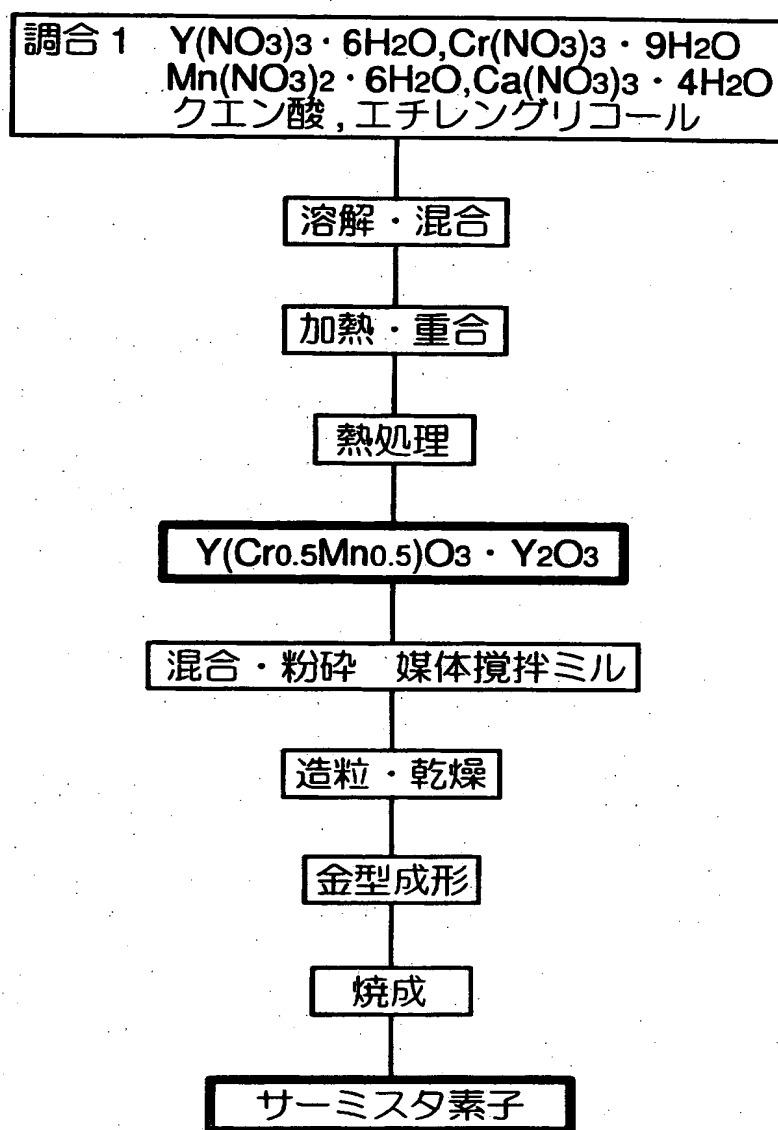 調合1 Y(NO3)3・6H2O,Cr(NO3)3・9H2O
Mn(NO3)2・6H2O,Ca(NO3)3・4H2O
クエン酸,エチレングリコール
溶解・混合
加熱・重合
熱処理
Y(Cr0.5Mn0.5)O3・Y2O3
混合・粉砕 媒体撹拌ミル
造粒・乾燥
金型成形
焼成
サーミスタ素子